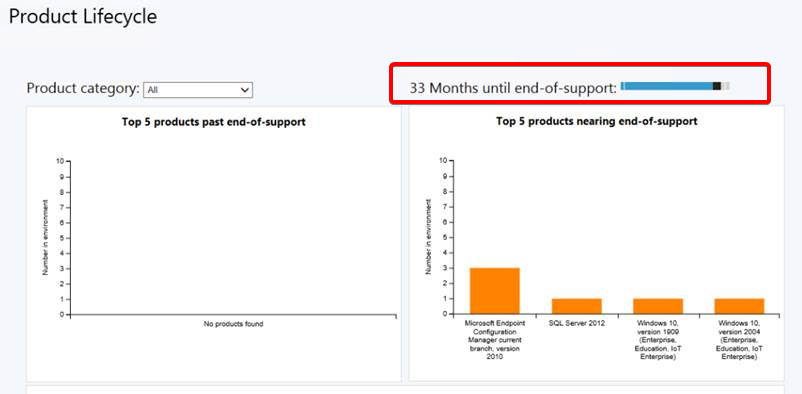 Product Lifecycle
Product category: All
33 Months until end-of-support:
Top 5 products past end-of-support
10
9
8
7
6
5
4
3
2
1
0
Number in environment
No products found
Top 5 products nearing end-of-support
10
9
8
7
6
5
4
3
2
1
0
Number in environment
Microsoft Endpoint
Configuration
Manager current
branch, version
2010
SQL Server 2012
Windows 10,
version 1909
(Enterprise,
Education, IoT
Enterprise)
Windows 10,
version 2004
(Enterprise,
Education, IoT
Enterprise)